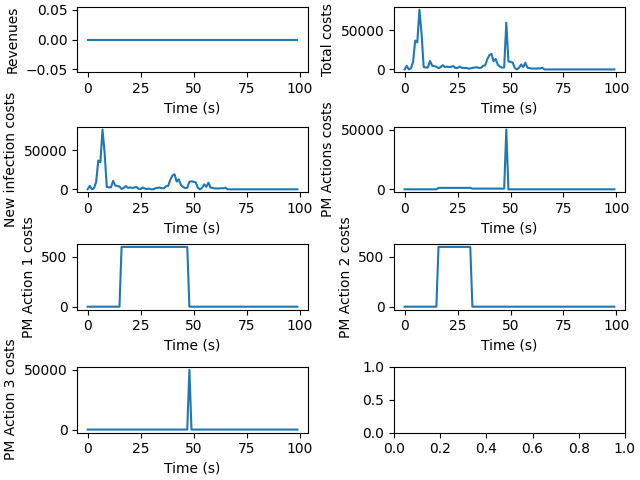 Revenues
0.05
0.00
−0.05
0 25 50 75 100
Time (s)
Total costs
50000
0
0 25 50 75 100
Time (s)
New infection costs
50000
0
0 25 50 75 100
Time (s)
PM Actions costs
50000
0
0 25 50 75 100
Time (s)
PM Action 1 costs
500
0
0 25 50 75 100
Time (s)
PM Action 2 costs
500
0
0 25 50 75 100
Time (s)
PM Action 3 costs
50000
0
0 25 50 75 100
Time (s)
1.0
0.5
0.0
0.0 0.2 0.4 0.6 0.8 1.0